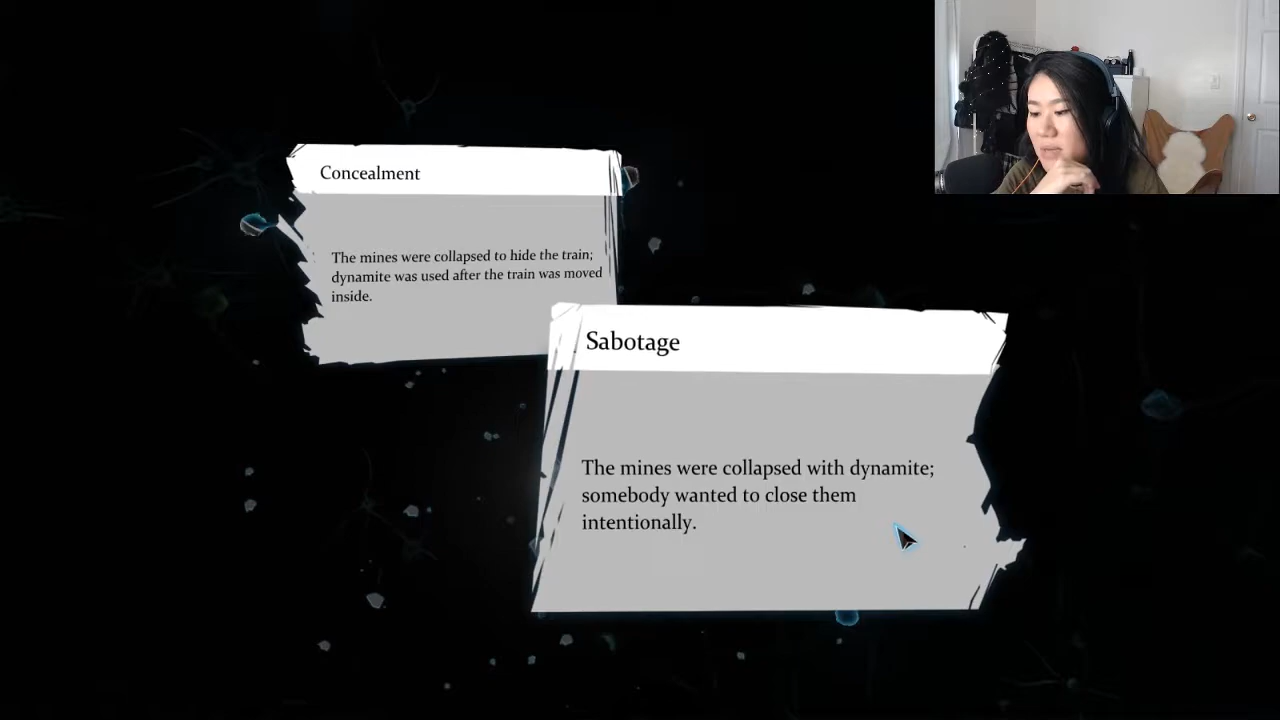 Concealment
The mines were collapsed to hide the train;
dynamite was used after the train was moved
inside.
Sabotage
The mines were collapsed with dynamite;
somebody wanted to close them
intentionally.